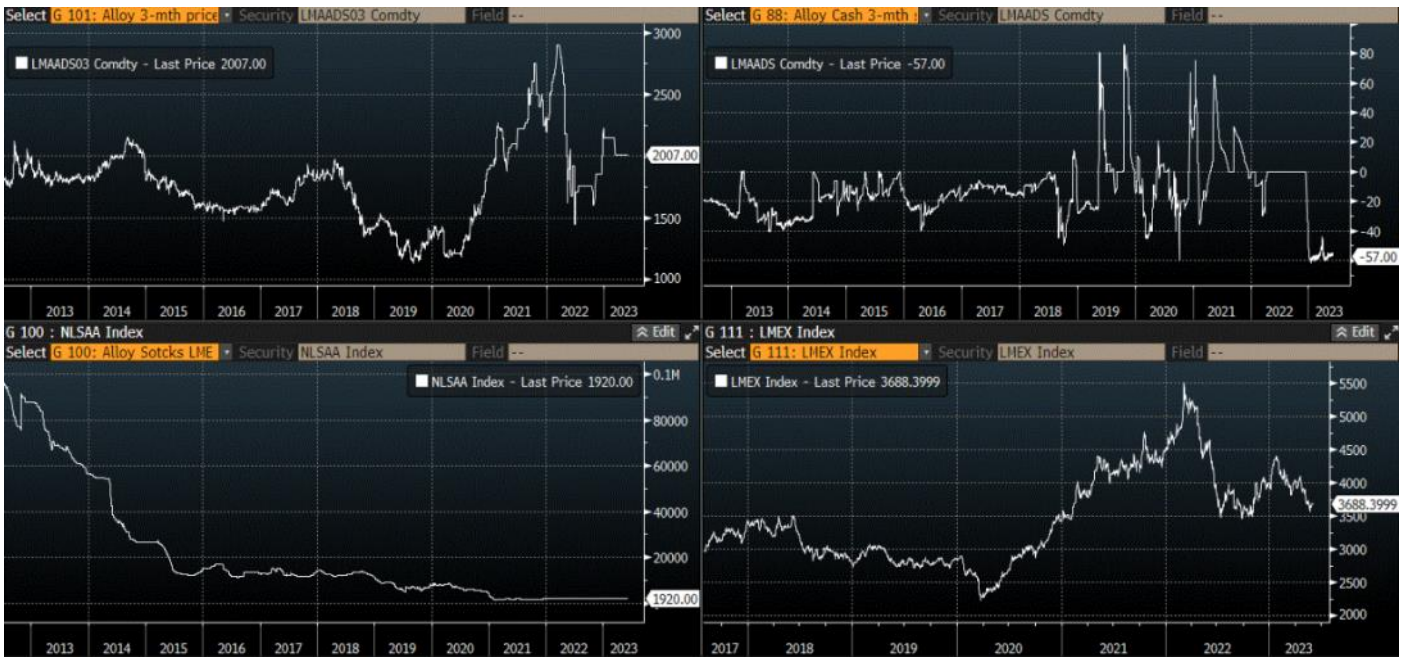 Select G 101: Alloy 3-mth price Security LMAADS03 Comdty Field --
LMAADS03 Comdty - Last Price 2007.00
3000
2500
2007.00
1500
1000
2013 2014 2015 2016 2017 2018 2019 2020 2021 2022 2023
Select G 88: Alloy Cash 3-mth Security LMAADS Comdty Field --
LMAADS Comdty - Last Price -57.00
80
60
40
20
0
-20
-40
-57.00
2013 2014 2015 2016 2017 2018 2019 2020 2021 2022 2023
G 100 : NLSAA Index Edit
Select G 100: Alloy Sotcks LME Security NLSAA Index Field --
NLSAA Index - Last Price 1920.00
0.1M
80000
60000
40000
20000
1920.00
2013 2014 2015 2016 2017 2018 2019 2020 2021 2022 2023
G 111 : LMEX Index Edit
Select G 111: LMEX Index Security LMEX Index Field --
LMEX Index - Last Price 3688.3999
5500
5000
4500
4000
3688.3999
3500
3000
2500
2000
2017 2018 2019 2020 2021 2022 2023